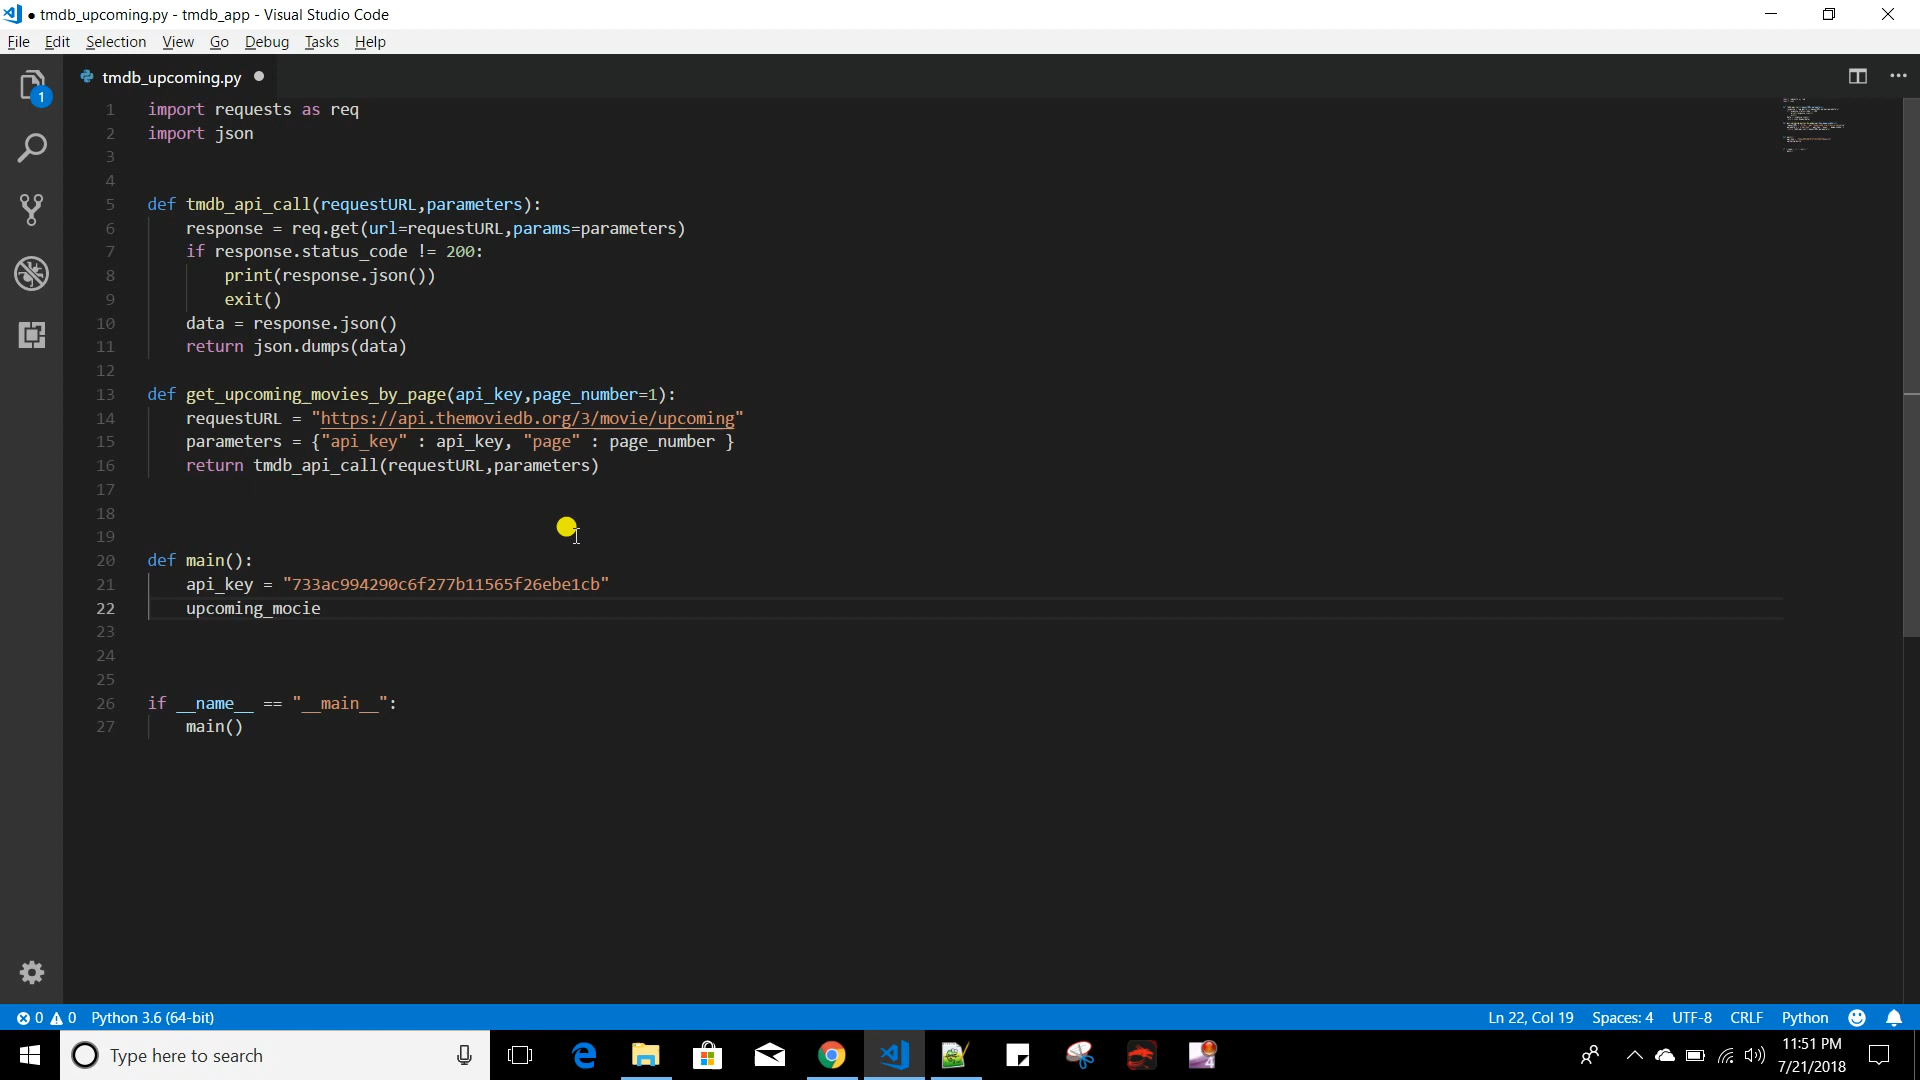 ● tmdb_upcoming.py - tmdb_app - Visual Studio Code
File Edit Selection View Go Debug Tasks Help
1
tmdb_upcoming.py ●
1 import requests as req
2 import json
3
4
5 def tmdb_api_call(requestURL,parameters):
6 response = req.get(url=requestURL,params=parameters)
7 if response.status_code != 200:
8 print(response.json())
9 exit()
10 data = response.json()
11 return json.dumps(data)
12
13 def get_upcoming_movies_by_page(api_key,page_number=1):
14 requestURL = "https://api.themoviedb.org/3/movie/upcoming"
15 parameters = {"api_key" : api_key, "page" : page_number }
16 return tmdb_api_call(requestURL,parameters)
17
18
19
20 def main():
21 api_key = "733ac994290c6f277b11565f26ebe1cb"
22 upcoming_mocie
23
24
25
26 if __name__ == "__main__":
27 main()
0 0 Python 3.6 (64-bit) Ln 22, Col 19 Spaces: 4 UTF-8 CRLF Python
Type here to search
11:51 PM
7/21/2018